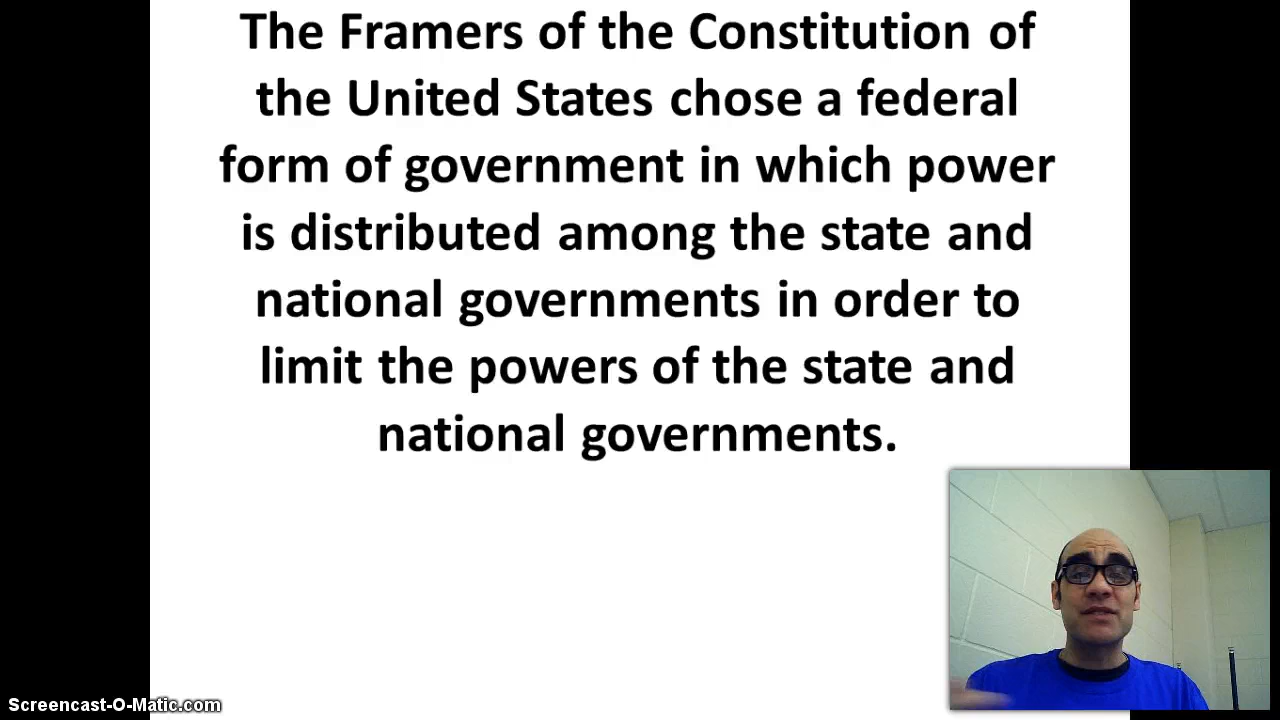 The Framers of the Constitution of
the United States chose a federal
form of government in which power
is distributed among the state and
national governments in order to
limit the powers of the state and
national governments.
Screencast-O-Matic.com